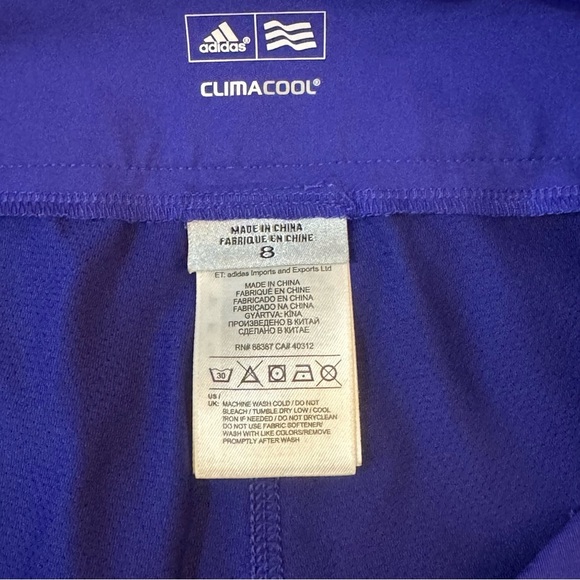 adidas®
CLIMACOOL®
MADE IN CHINA
FABRIQUE EN CHINE
8
ET: adidas Imports and Exports Ltd
MADE IN CHINA
FABRIQUÉ EN CHINE
FABRICADO EN CHINA
FABRICADO NA CHINA
GYÁRTVA: KÍNA
ПРОИЗВЕДЕНО В КИТАЙ
СДЕЛАНО В КИТАЕ
RN# 88387 CA# 40312
30
US /
UK: MACHINE WASH COLD / DO NOT
BLEACH / TUMBLE DRY LOW / COOL
IRON IF NEEDED / DO NOT DRYCLEAN
DO NOT USE FABRIC SOFTENER/
WASH WITH LIKE COLORS/REMOVE
PROMPTLY AFTER WASH